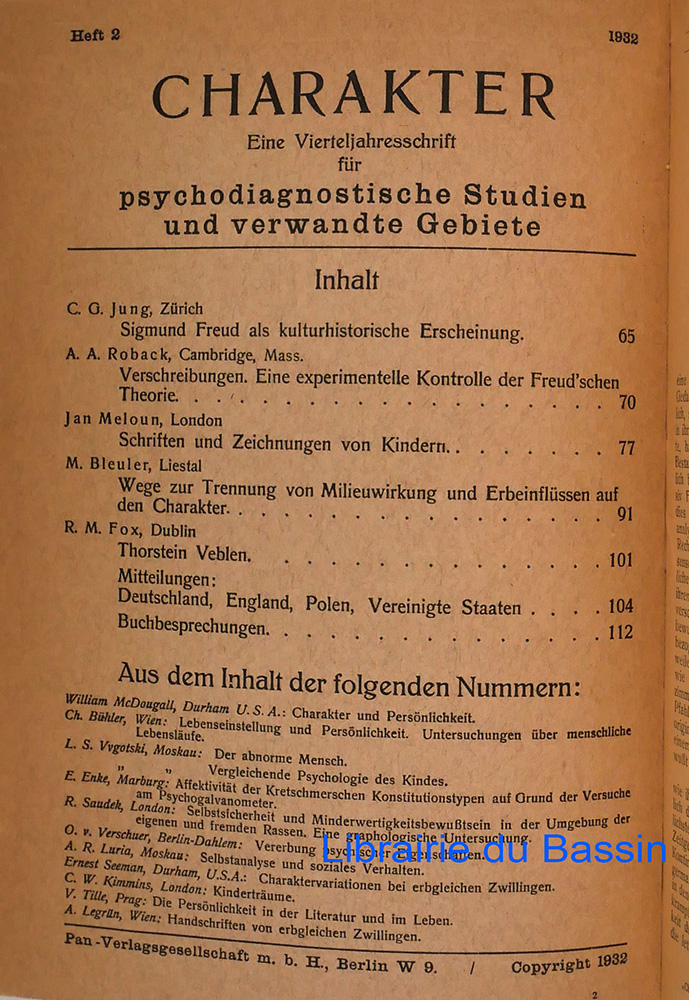 Heft 2 1932
CHARAKTER
Eine Vierteljahresschrift
für
psychodiagnostische Studien
und verwandte Gebiete
Inhalt
C. G. Jung, Zürich
Sigmund Freud als kulturhistorische Erscheinung. 65
A. A. Roback, Cambridge, Mass.
Verschreibungen. Eine experimentelle Kontrolle der Freud'schen
Theorie. . . . . . . . . . . . . . . . . 70
Jan Meloun, London
Schriften und Zeichnungen von Kindern. . . . . . . . 77
M. Bleuler, Liestal
Wege zur Trennung von Milieuwirkung und Erbeinflüssen auf
den Charakter. . . . . . . . . . . . . . . 91
R. M. Fox, Dublin
Thorstein Veblen. . . . . . . . . . . . . . 101
Mitteilungen:
Deutschland, England, Polen, Vereinigte Staaten . . . . 104
Buchbesprechungen. . . . . . . . . . . . . . 112
Aus dem Inhalt der folgenden Nummern:
William McDougall, Durham U. S. A.: Charakter und Persönlichkeit.
Ch. Bühler, Wien: Lebenseinstellung und Persönlichkeit. Untersuchungen über menschliche
Lebensläufe.
L. S. Vygotski, Moskau: Der abnorme Mensch.
" " Vergleichende Psychologie des Kindes.
E. Enke, Marburg: Affektivität der Kretschmerschen Konstitutionstypen auf Grund der Versuche
am Psychogalvanometer.
R. Saudek, London: Selbstsicherheit und Minderwertigkeitsbewußtsein in der Umgebung der
eigenen und fremden Rassen. Eine graphologische Untersuchung.
O. v. Verschuer, Berlin-Dahlem: Vererbung psychischer Eigenschaften.
A. R. Luria, Moskau: Selbstanalyse und soziales Verhalten.
Ernest Seeman, Durham, U.S.A.: Charaktervariationen bei erbgleichen Zwillingen.
C. W. Kimmins, London: Kinderträume.
V. Tille, Prag: Die Persönlichkeit in der Literatur und im Leben.
A. Legrün, Wien: Handschriften von erbgleichen Zwillingen.
Pan-Verlagsgesellschaft m. b. H., Berlin W 9. / Copyright 1932
2
Librairie du Bassin